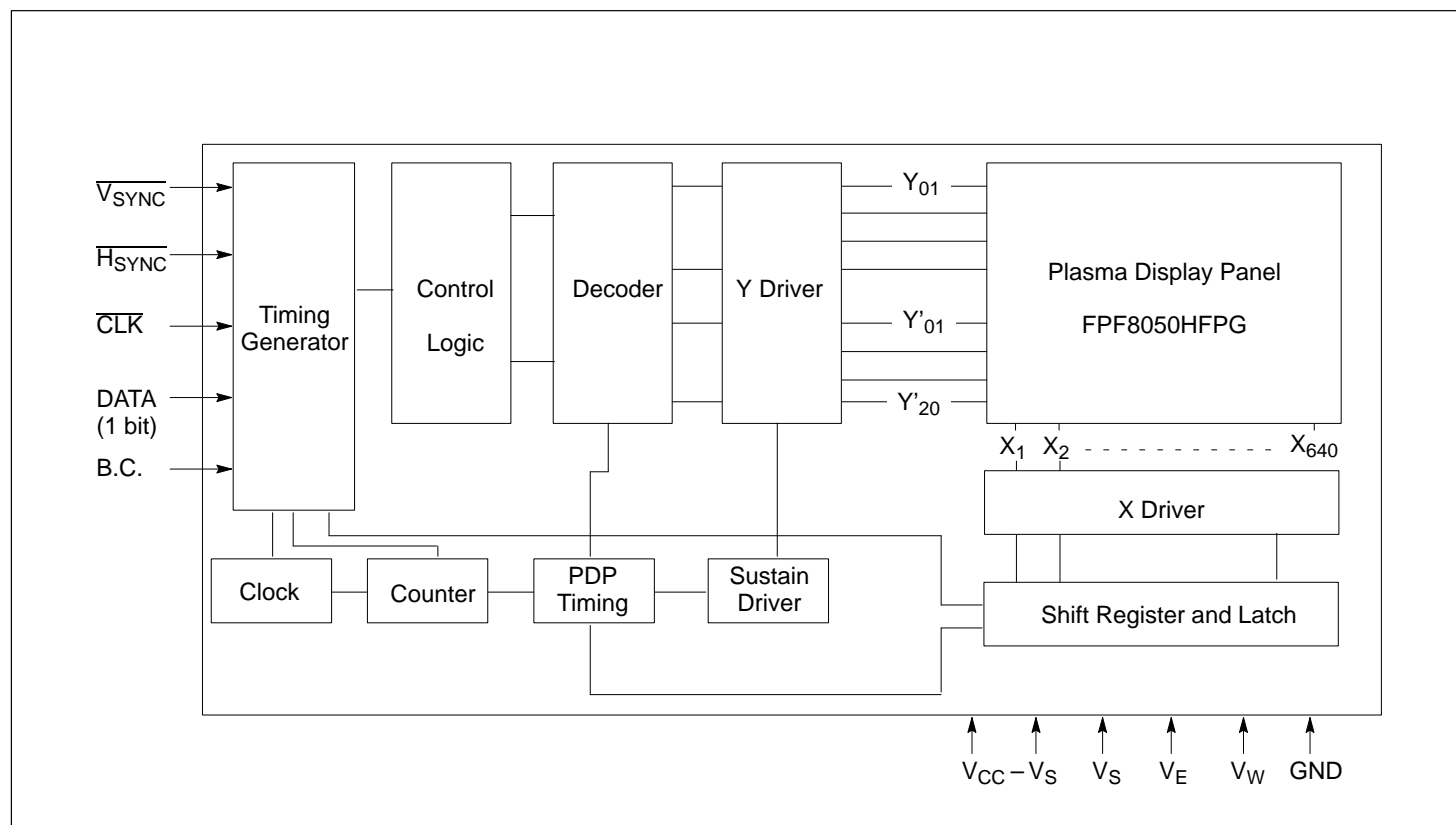 V_SYNC
H_SYNC
CLK
DATA
(1 bit)
B.C.
Timing
Generator
Control
Logic
Decoder
Y Driver
Y01
Y'01
Y'20
Plasma Display Panel
FPF8050HFPG
X1 X2 - - - - - - - - - - - - X640
X Driver
Clock
Counter
PDP
Timing
Sustain
Driver
Shift Register and Latch
VCC – VS VS VE VW GND